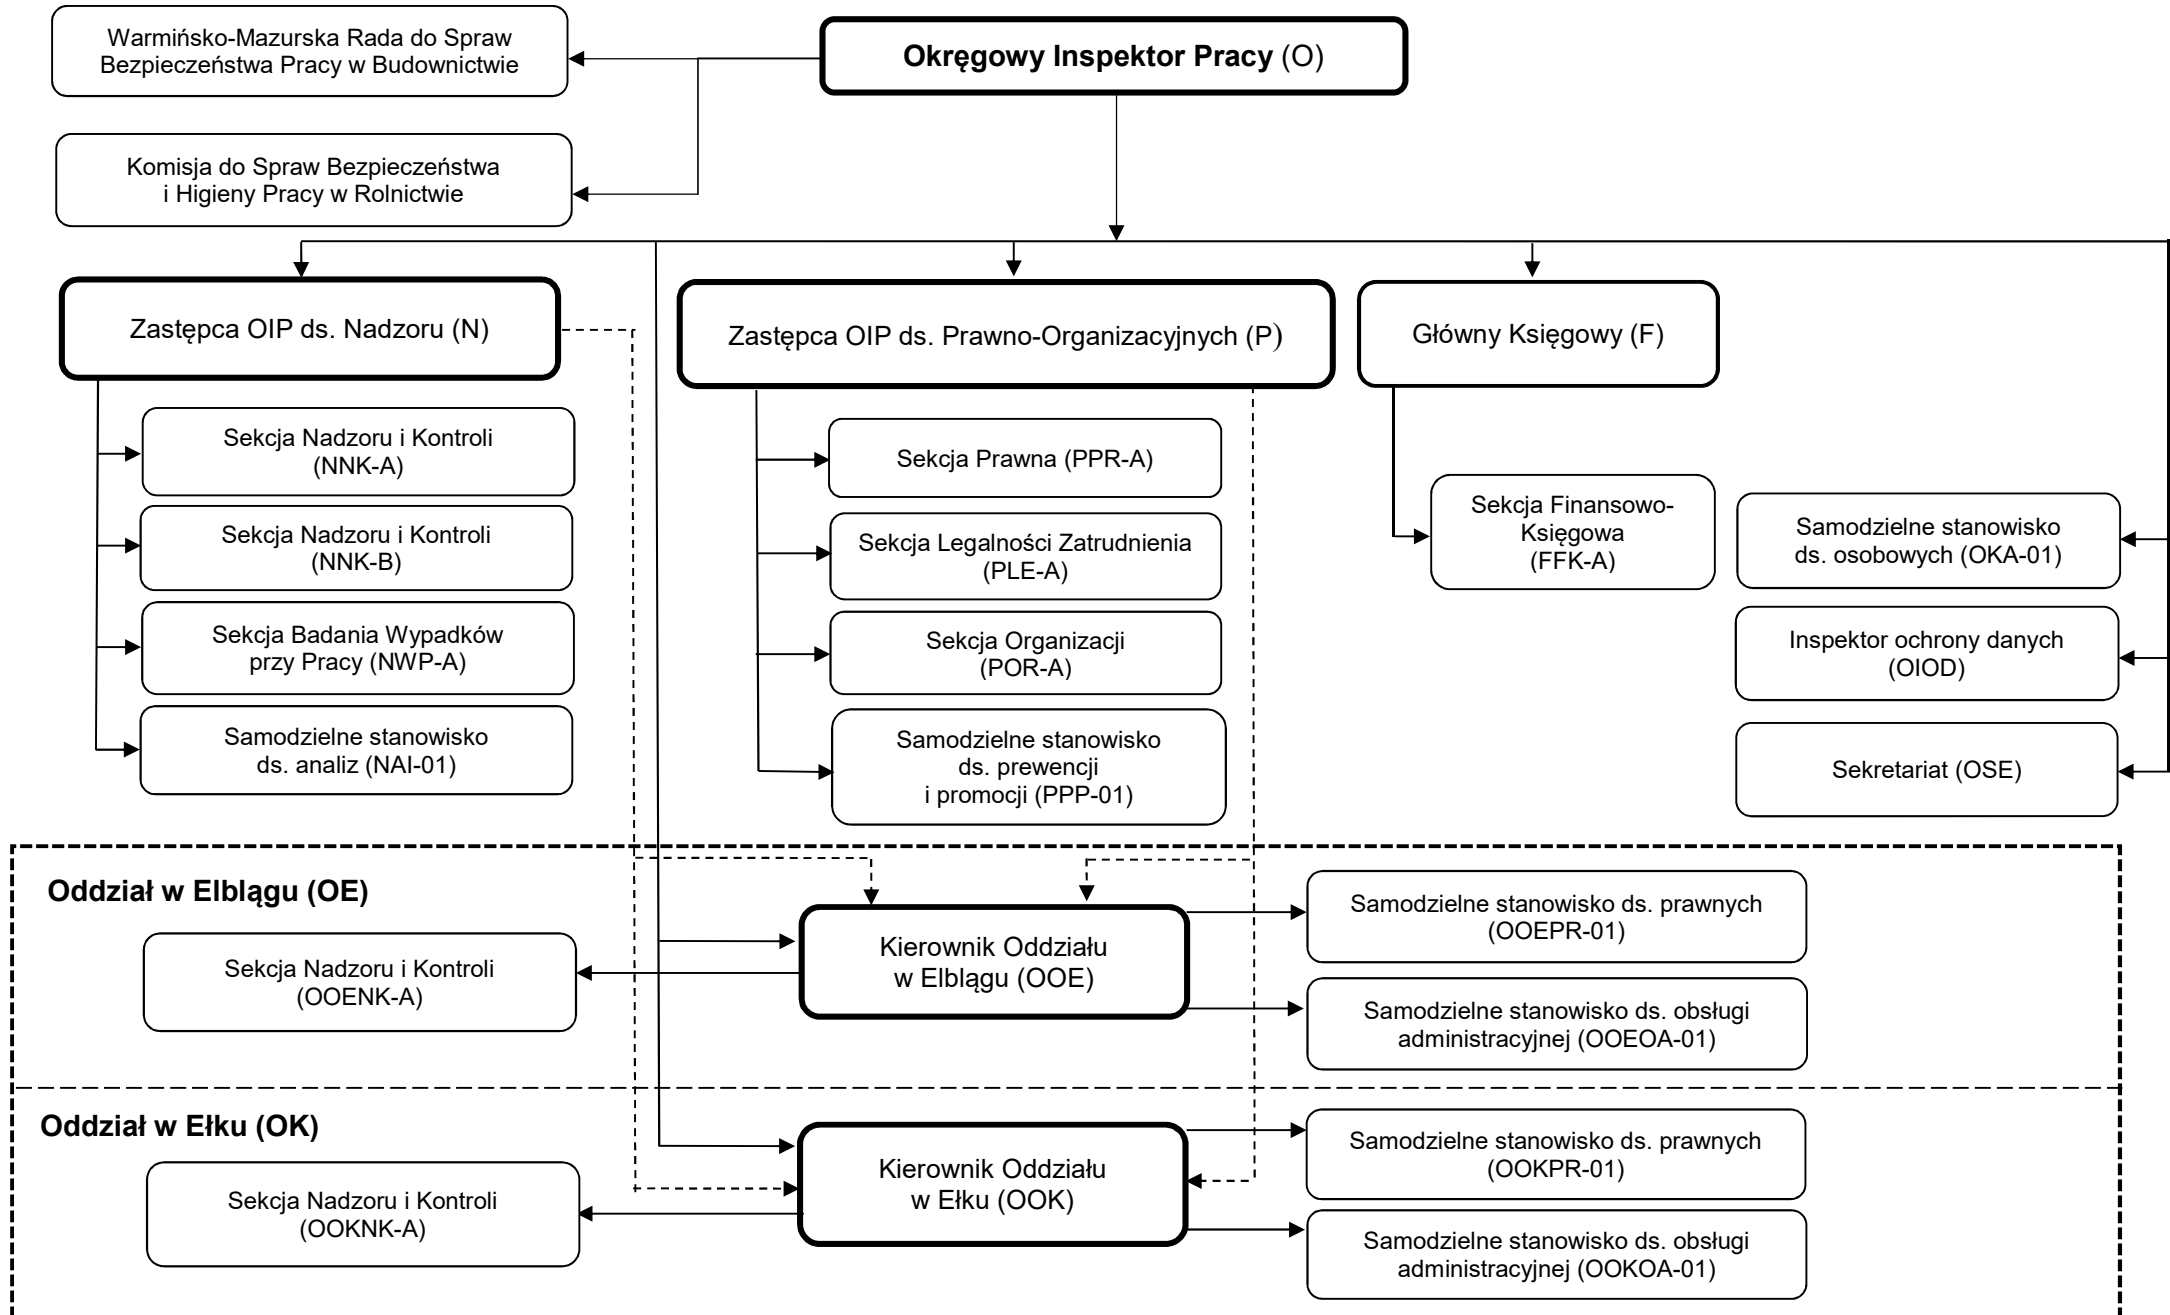 Warmińsko-Mazurska Rada do Spraw
Bezpieczeństwa Pracy w Budownictwie
Okręgowy Inspektor Pracy (O)
Komisja do Spraw Bezpieczeństwa
i Higieny Pracy w Rolnictwie
Zastępca OIP ds. Nadzoru (N)
Zastępca OIP ds. Prawno-Organizacyjnych (P)
Główny Księgowy (F)
Sekcja Nadzoru i Kontroli
(NNK-A)
Sekcja Nadzoru i Kontroli
(NNK-B)
Sekcja Badania Wypadków
przy Pracy (NWP-A)
Samodzielne stanowisko
ds. analiz (NAI-01)
Sekcja Prawna (PPR-A)
Sekcja Legalności Zatrudnienia
(PLE-A)
Sekcja Organizacji
(POR-A)
Samodzielne stanowisko
ds. prewencji
i promocji (PPP-01)
Sekcja Finansowo-
Księgowa
(FFK-A)
Samodzielne stanowisko
ds. osobowych (OKA-01)
Inspektor ochrony danych
(OIOD)
Sekretariat (OSE)
Oddział w Elblągu (OE)
Sekcja Nadzoru i Kontroli
(OOENK-A)
Kierownik Oddziału
w Elblągu (OOE)
Samodzielne stanowisko ds. prawnych
(OOEPR-01)
Samodzielne stanowisko ds. obsługi
administracyjnej (OOEOA-01)
Oddział w Ełku (OK)
Sekcja Nadzoru i Kontroli
(OOKNK-A)
Kierownik Oddziału
w Ełku (OOK)
Samodzielne stanowisko ds. prawnych
(OOKPR-01)
Samodzielne stanowisko ds. obsługi
administracyjnej (OOKOA-01)